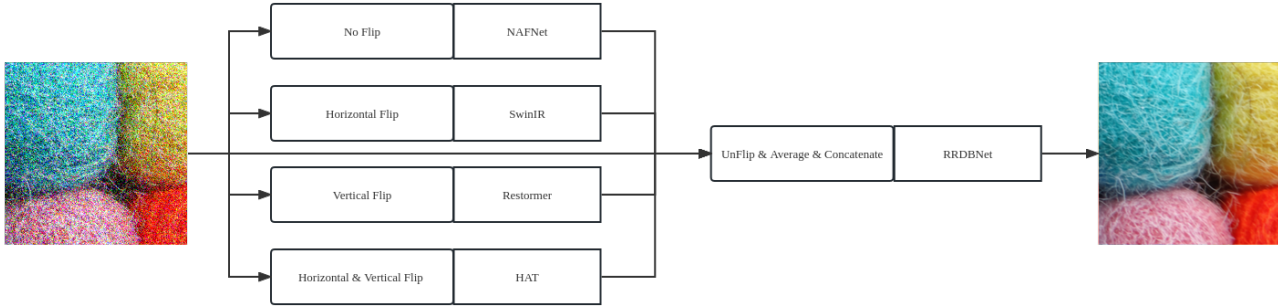 No Flip
NAFNet
Horizontal Flip
SwinIR
UnFlip & Average & Concatenate
RRDBNet
Vertical Flip
Restormer
Horizontal & Vertical Flip
HAT